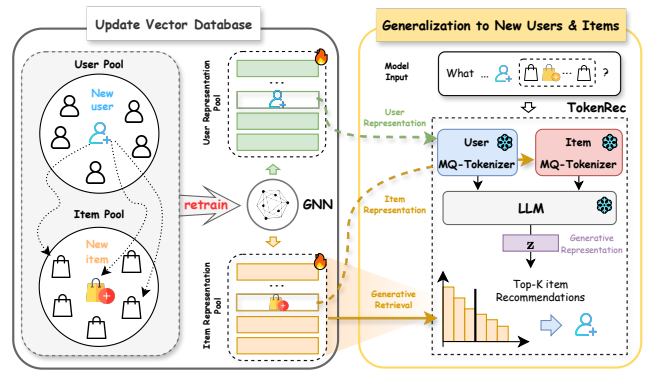 Update Vector Database
Generalization to New Users & Items
User Pool
New
user
Item Pool
New
item
retrain
User Representation
Pool
GNN
Item Representation
Pool
Model
Input
What ...
...
?
TokenRec
User
Representation
Item
Representation
User
MQ-Tokenizer
Item
MQ-Tokenizer
LLM
z
Generative
Representation
Generative
Retrieval
Top-K item
Recommendations